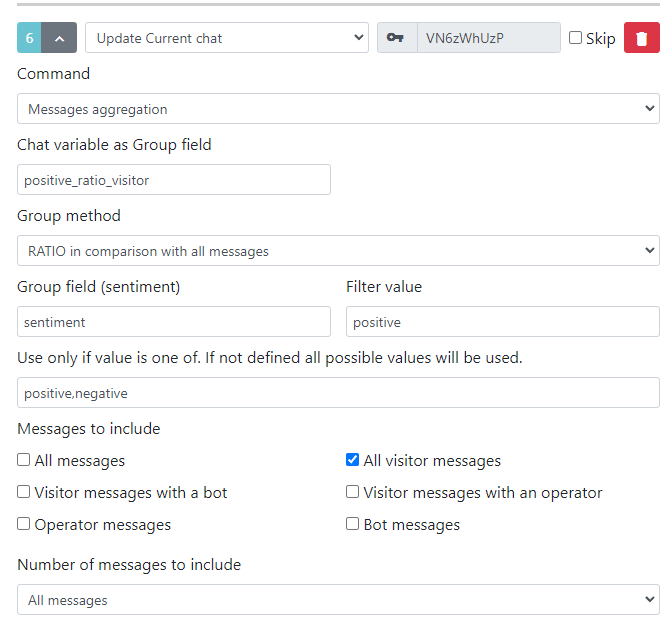 6 Update Current chat VN6zWhUzP Skip
Command
Messages aggregation
Chat variable as Group field
positive_ratio_visitor
Group method
RATIO in comparison with all messages
Group field (sentiment) Filter value
sentiment positive
Use only if value is one of. If not defined all possible values will be used.
positive,negative
Messages to include
All messages All visitor messages
Visitor messages with a bot Visitor messages with an operator
Operator messages Bot messages
Number of messages to include
All messages